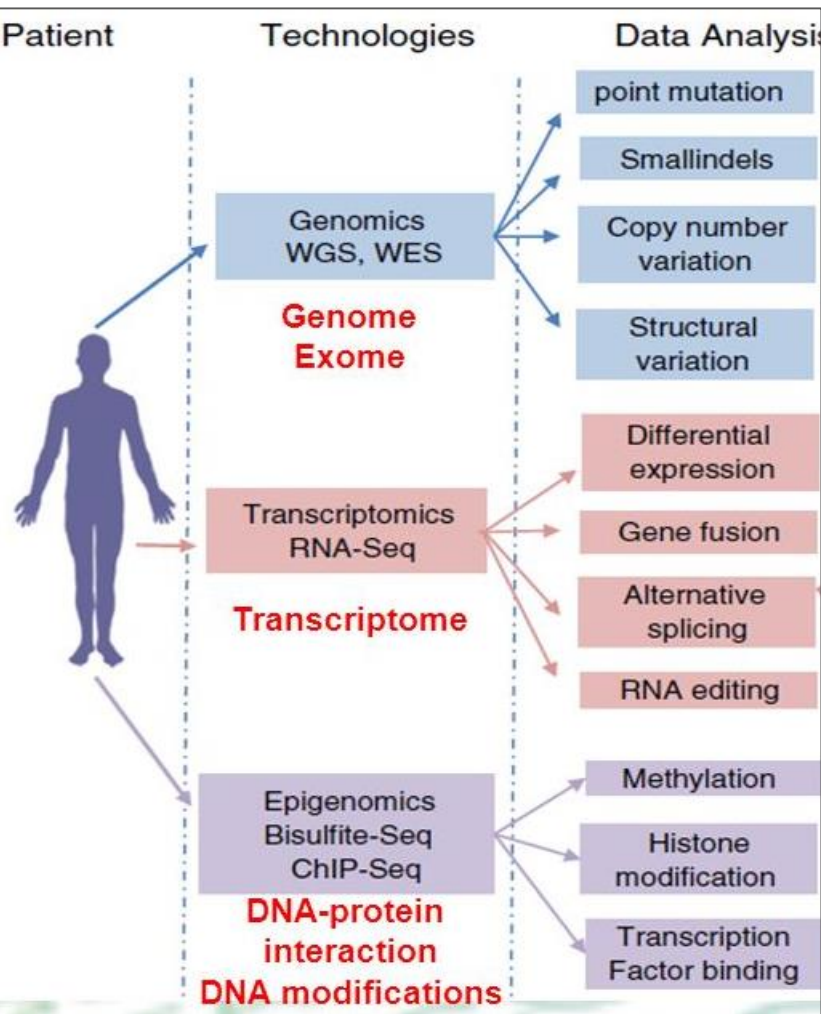 Patient
Technologies
Data Analysis
point mutation
Smallindels
Copy number
variation
Structural
variation
Genomics
WGS, WES
Genome
Exome
Differential
expression
Gene fusion
Alternative
splicing
RNA editing
Transcriptomics
RNA-Seq
Transcriptome
Methylation
Histone
modification
Transcription
Factor binding
Epigenomics
Bisulfite-Seq
ChIP-Seq
DNA-protein
interaction
DNA modifications